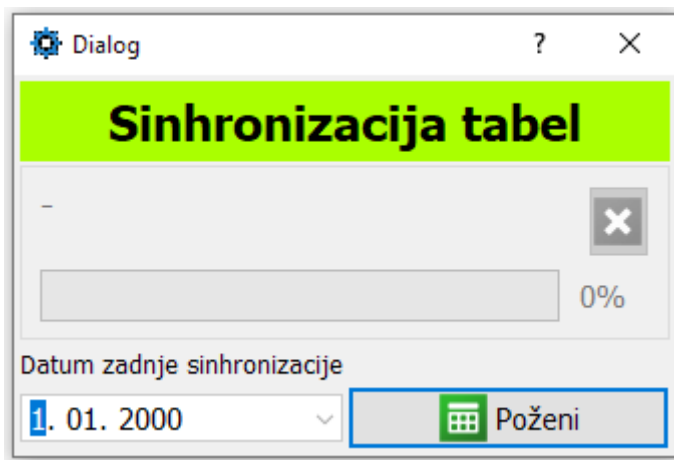 Dialog ?
Sinhronizacija tabel
-
0%
Datum zadnje sinhronizacije
1. 01. 2000
Poženi